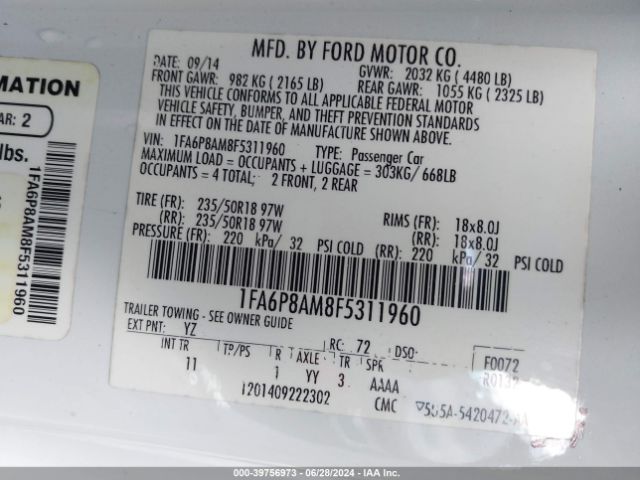 RMATION
AR: 2
lbs.
1FA6P8AM8F5311960
MFD. BY FORD MOTOR CO.
DATE: 09/14 GVWR: 2032 KG ( 4480 LB)
FRONT GAWR: 982 KG ( 2165 LB) REAR GAWR: 1055 KG ( 2325 LB)
THIS VEHICLE CONFORMS TO ALL APPLICABLE FEDERAL MOTOR
VEHICLE SAFETY, BUMPER, AND THEFT PREVENTION STANDARDS
IN EFFECT ON THE DATE OF MANUFACTURE SHOWN ABOVE.
VIN: 1FA6P8AM8F5311960 TYPE: Passenger Car
MAXIMUM LOAD = OCCUPANTS + LUGGAGE = 303KG/ 668LB
OCCUPANTS = 4 TOTAL; 2 FRONT, 2 REAR
TIRE (FR): 235/50R18 97W RIMS (FR): 18x8.0J
(RR): 235/50R18 97W (RR): 18x8.0J
PRESSURE (FR): 220 kPa/ 32 PSI COLD (RR): 220 kPa/ 32 PSI COLD
1FA6P8AM8F5311960
TRAILER TOWING - SEE OWNER GUIDE
EXT PNT: YZ RC: 72 DSO: F0072
INT TR TP/PS R AXLE TR SPR
11 1 YY 3 AAAA
1201409222302 CMC
000-39756973 - 06/28/2024 - IAA Inc.